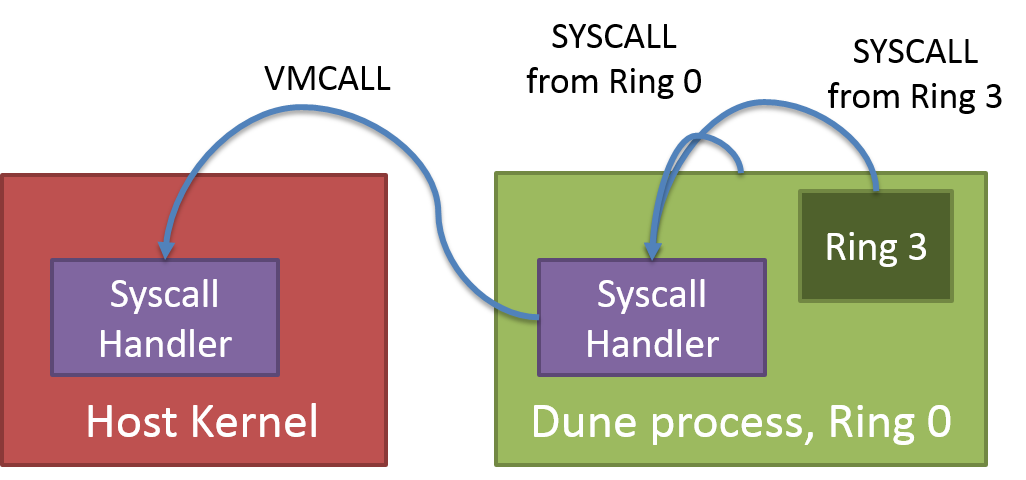 SYSCALL
from Ring 0
SYSCALL
from Ring 3
VMCALL
Ring 3
Syscall
Handler
Syscall
Handler
Host Kernel
Dune process, Ring 0